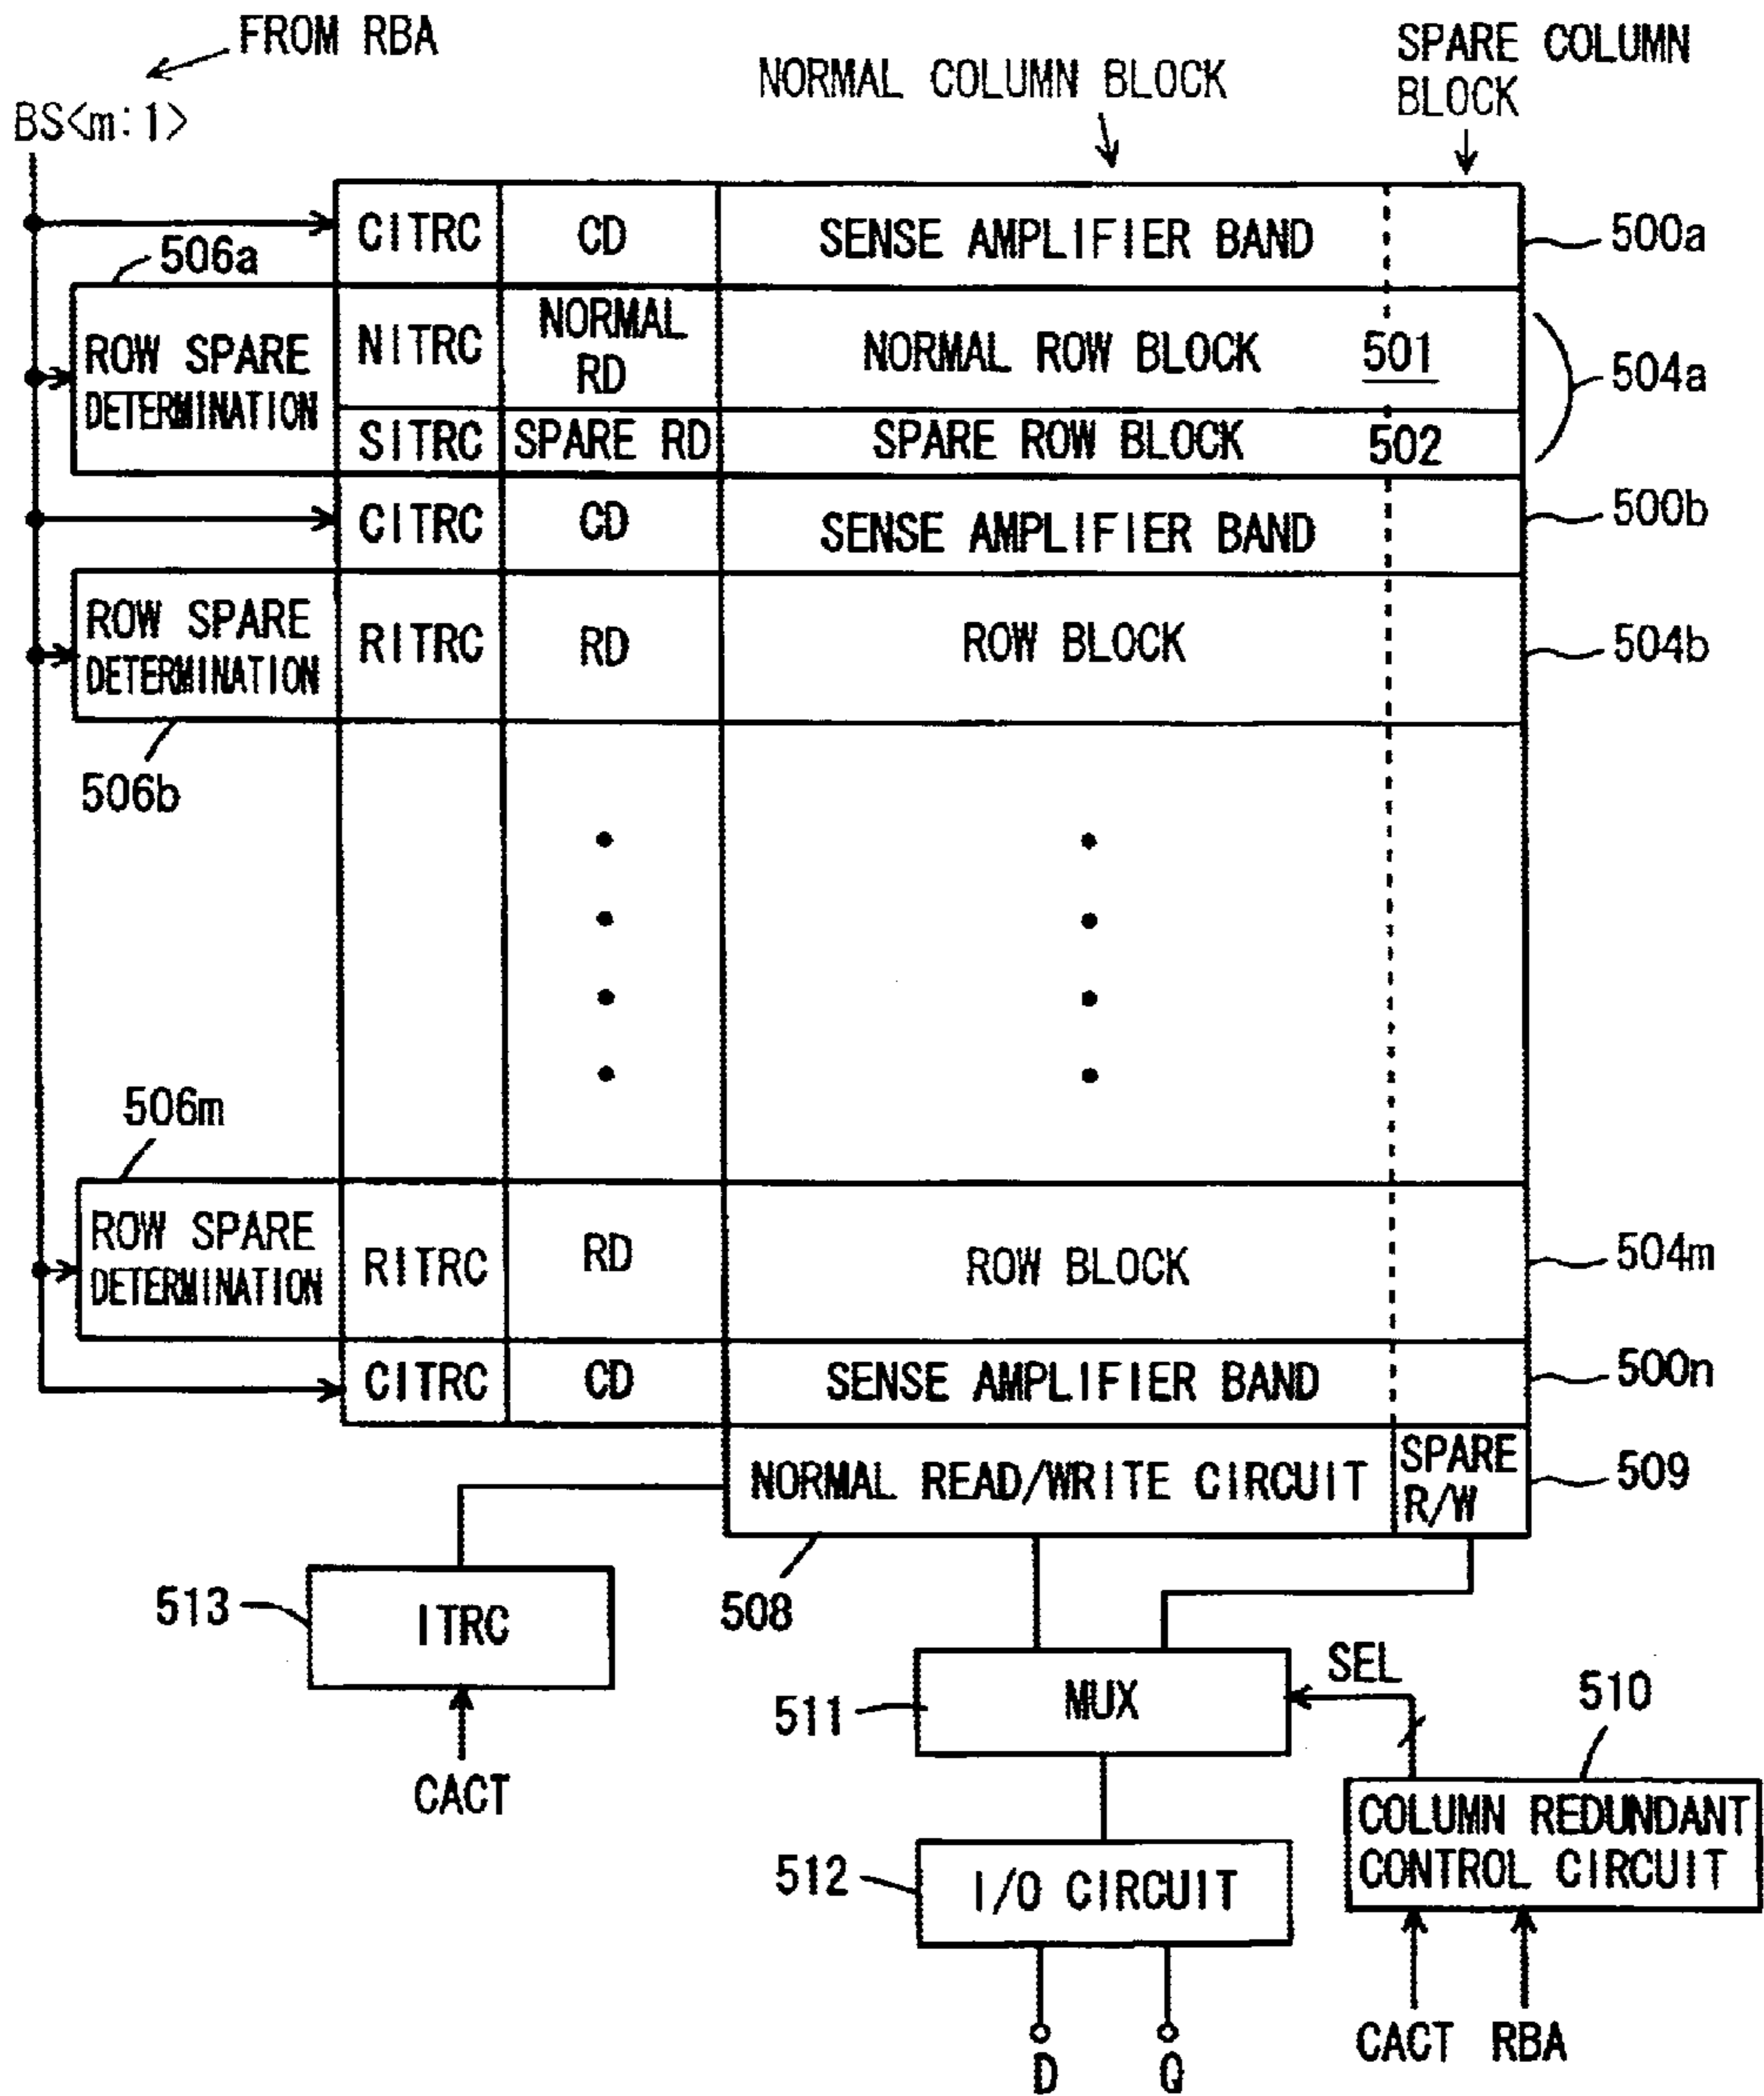 FROM RBA
BS<m:1>
NORMAL COLUMN BLOCK
SPARE COLUMN
BLOCK
CITRC
CD
SENSE AMPLIFIER BAND
500a
506a
ROW SPARE
DETERMINATION
NITRC
NORMAL
RD
NORMAL ROW BLOCK
501
504a
SITRC
SPARE RD
SPARE ROW BLOCK
502
CITRC
CD
SENSE AMPLIFIER BAND
500b
ROW SPARE
DETERMINATION
RITRC
RD
ROW BLOCK
504b
506b
506m
ROW SPARE
DETERMINATION
RITRC
RD
ROW BLOCK
504m
CITRC
CD
SENSE AMPLIFIER BAND
500n
NORMAL READ/WRITE CIRCUIT
SPARE
R/W
509
513
ITRC
508
CACT
511
MUX
SEL
510
COLUMN REDUNDANT
CONTROL CIRCUIT
512
I/O CIRCUIT
CACT
RBA
D
Q